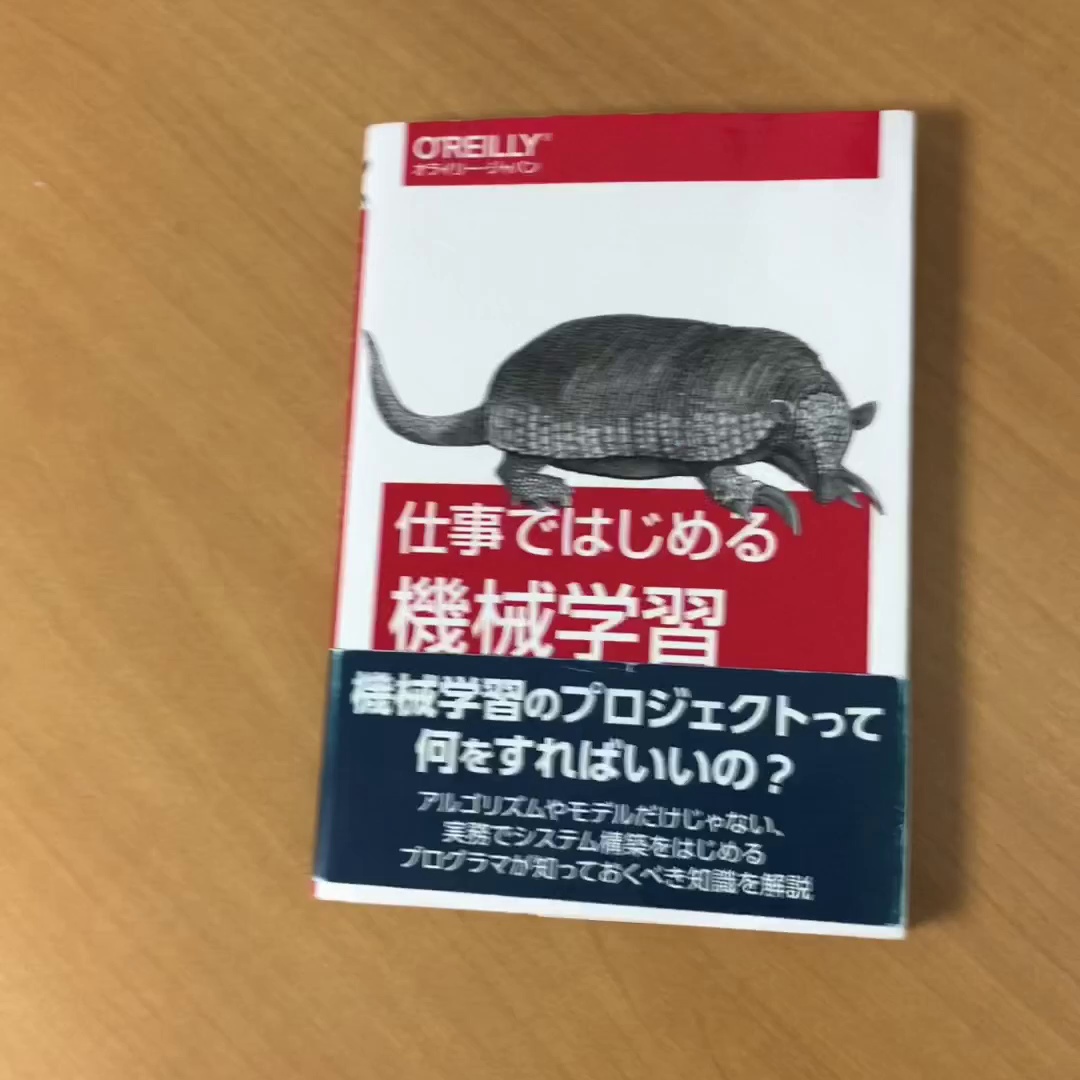 O'REILLY
オライリー・ジャパン
仕事ではじめる
機械学習
機械学習のプロジェクトって
何をすればいいの？
アルゴリズムやモデルだけじゃない、
実務でシステム構築をはじめる
プログラマが知っておくべき知識を解説